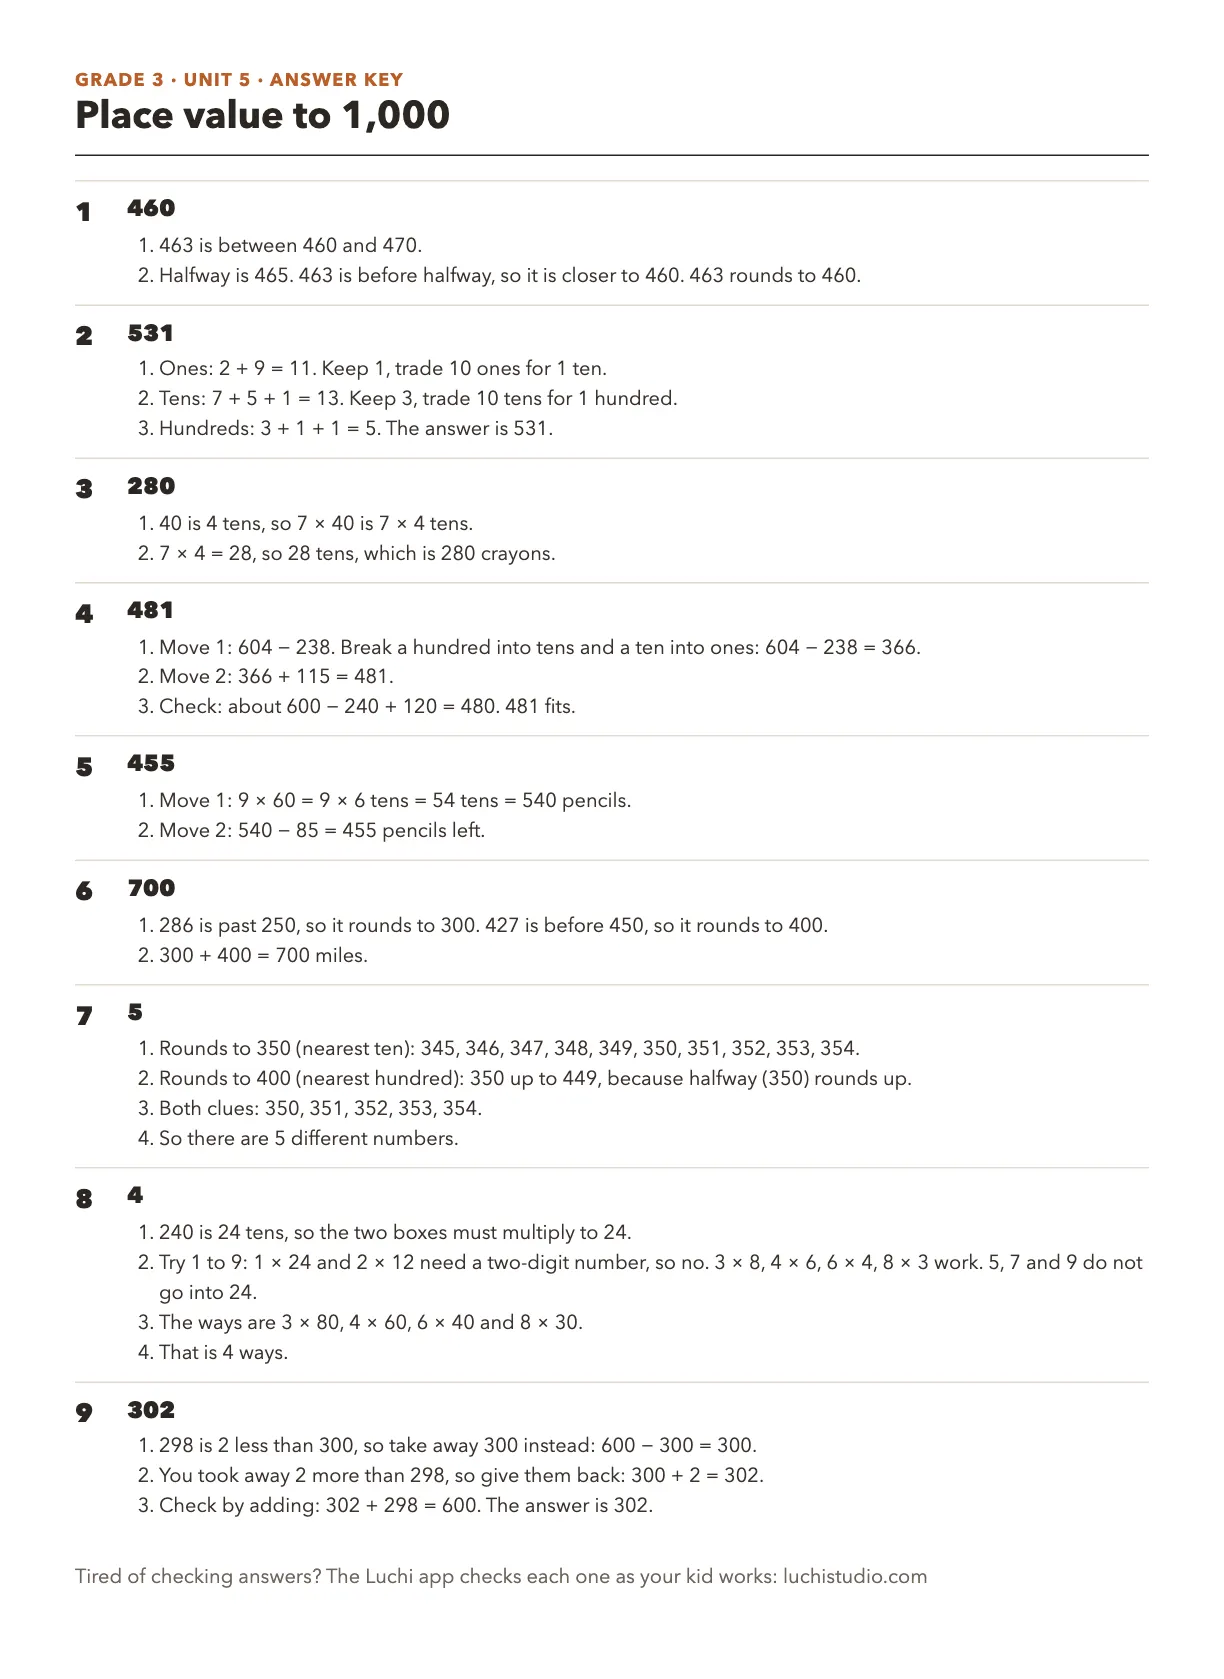 GRADE 3 · UNIT 5 · ANSWER KEY
Place value to 1,000
1 460
1. 463 is between 460 and 470.
2. Halfway is 465. 463 is before halfway, so it is closer to 460. 463 rounds to 460.
2 531
1. Ones: 2 + 9 = 11. Keep 1, trade 10 ones for 1 ten.
2. Tens: 7 + 5 + 1 = 13. Keep 3, trade 10 tens for 1 hundred.
3. Hundreds: 3 + 1 + 1 = 5. The answer is 531.
3 280
1. 40 is 4 tens, so 7 × 40 is 7 × 4 tens.
2. 7 × 4 = 28, so 28 tens, which is 280 crayons.
4 481
1. Move 1: 604 − 238. Break a hundred into tens and a ten into ones: 604 − 238 = 366.
2. Move 2: 366 + 115 = 481.
3. Check: about 600 − 240 + 120 = 480. 481 fits.
5 455
1. Move 1: 9 × 60 = 9 × 6 tens = 54 tens = 540 pencils.
2. Move 2: 540 − 85 = 455 pencils left.
6 700
1. 286 is past 250, so it rounds to 300. 427 is before 450, so it rounds to 400.
2. 300 + 400 = 700 miles.
7 5
1. Rounds to 350 (nearest ten): 345, 346, 347, 348, 349, 350, 351, 352, 353, 354.
2. Rounds to 400 (nearest hundred): 350 up to 449, because halfway (350) rounds up.
3. Both clues: 350, 351, 352, 353, 354.
4. So there are 5 different numbers.
8 4
1. 240 is 24 tens, so the two boxes must multiply to 24.
2. Try 1 to 9: 1 × 24 and 2 × 12 need a two-digit number, so no. 3 × 8, 4 × 6, 6 × 4, 8 × 3 work. 5, 7 and 9 do not
go into 24.
3. The ways are 3 × 80, 4 × 60, 6 × 40 and 8 × 30.
4. That is 4 ways.
9 302
1. 298 is 2 less than 300, so take away 300 instead: 600 − 300 = 300.
2. You took away 2 more than 298, so give them back: 300 + 2 = 302.
3. Check by adding: 302 + 298 = 600. The answer is 302.
Tired of checking answers? The Luchi app checks each one as your kid works: luchistudio.com